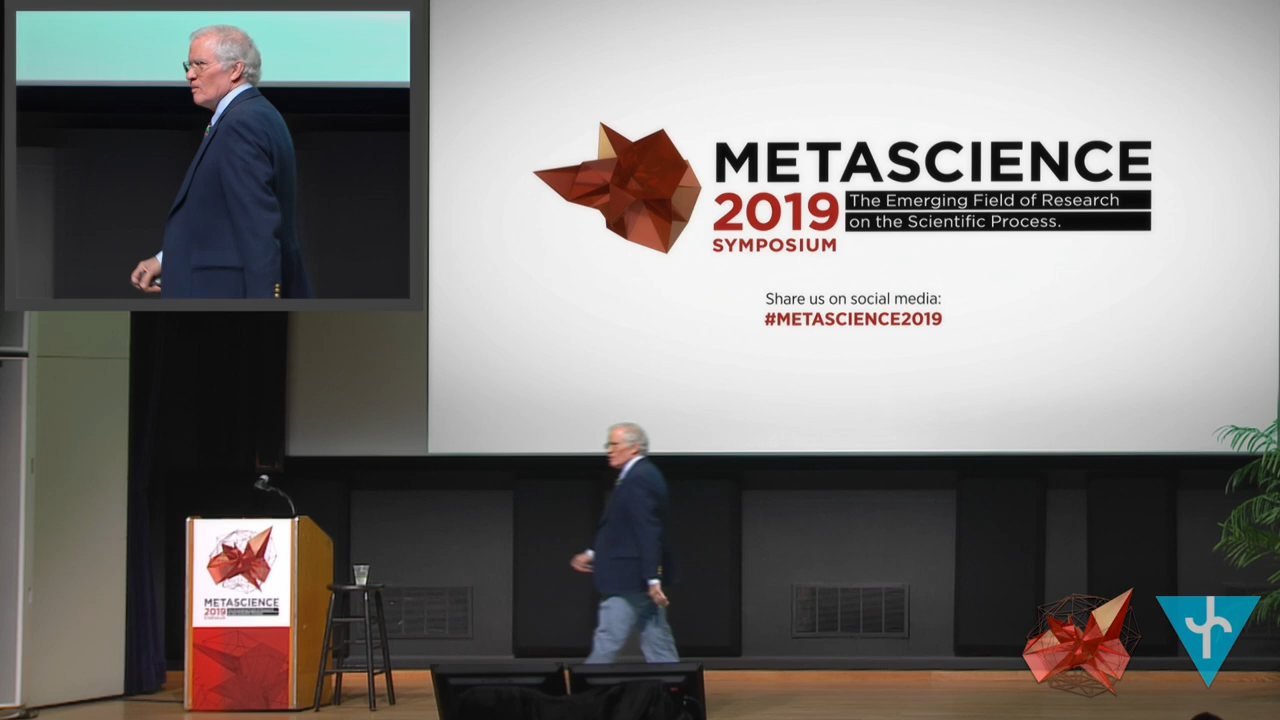 METASCIENCE
2019 The Emerging Field of Research
on the Scientific Process.
SYMPOSIUM
Share us on social media:
#METASCIENCE2019
METASCIENCE
2019
SYMPOSIUM